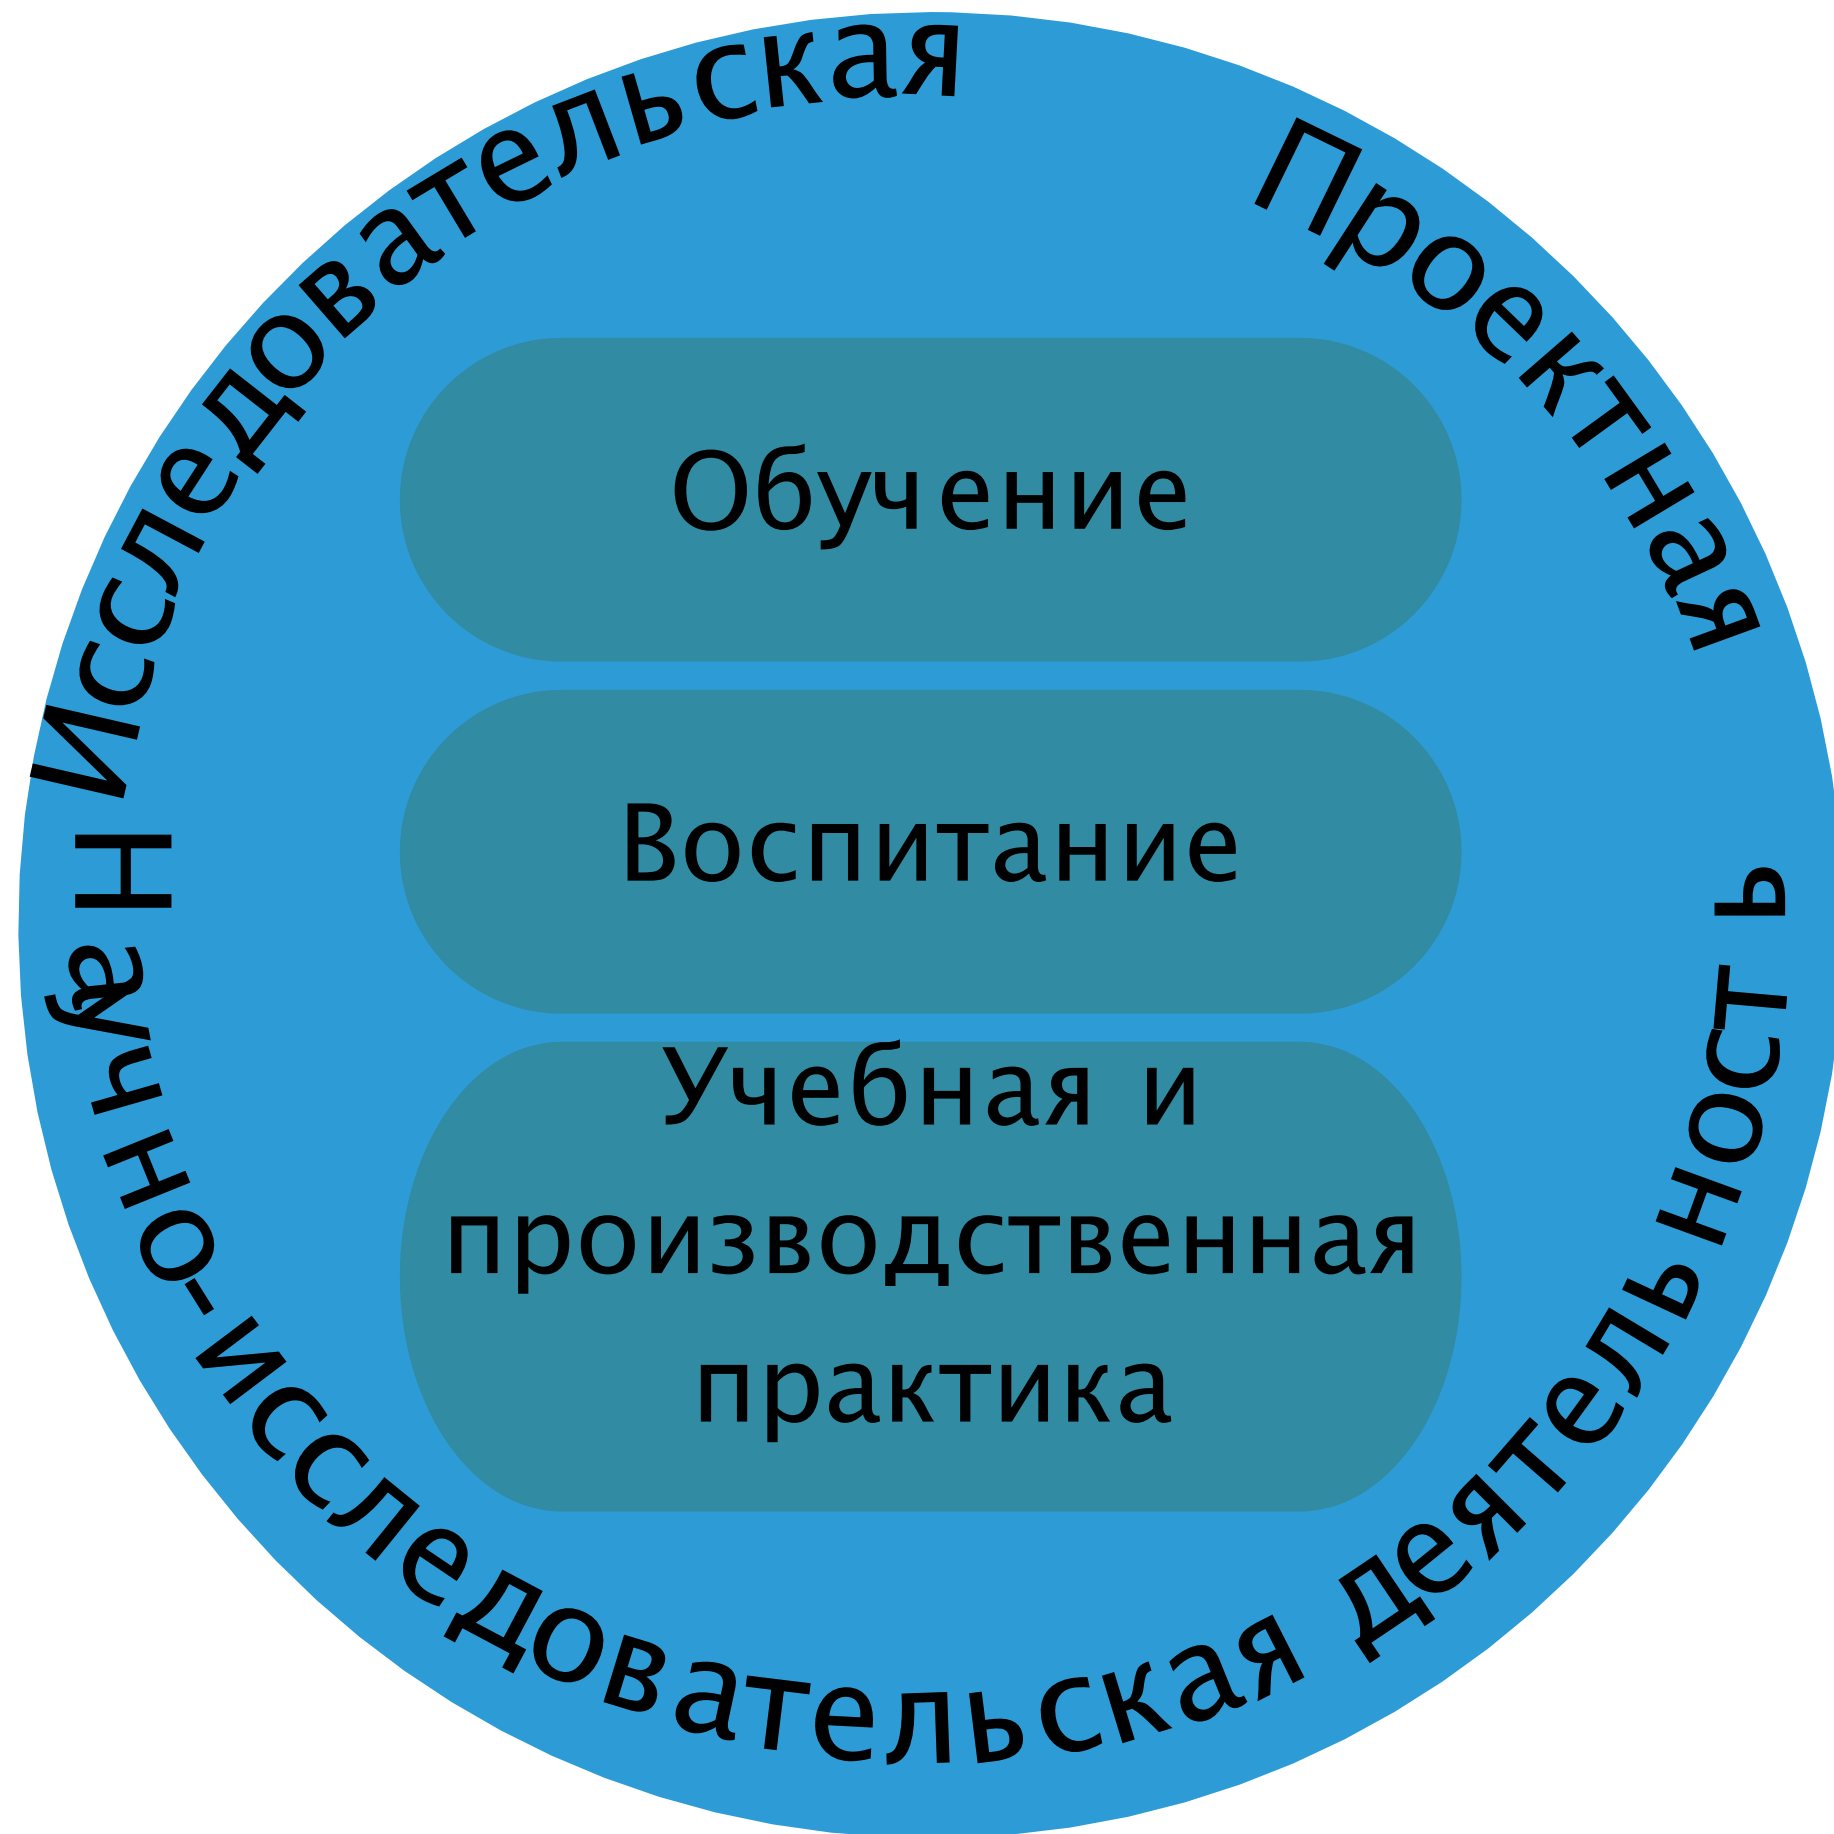 Исследовательская
Проектная
Обучение
Воспитание
Учебная и
производственная
практика
Научно-исследовательская деятельность